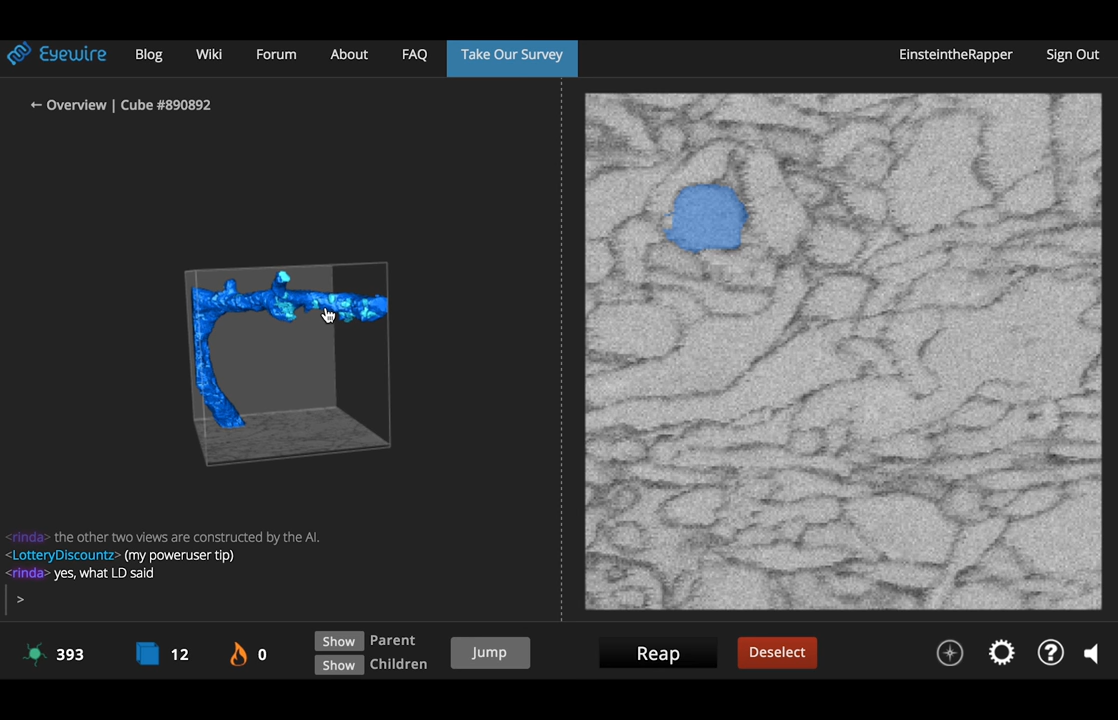 Eyewire Blog Wiki Forum About FAQ Take Our Survey EinsteintheRapper Sign Out
← Overview | Cube #890892
<rinda> the other two views are constructed by the AI.
<LotteryDiscountz> (my poweruser tip)
<rinda> yes, what LD said
>
393 12 0 Show Parent Jump Reap Deselect
Show Children